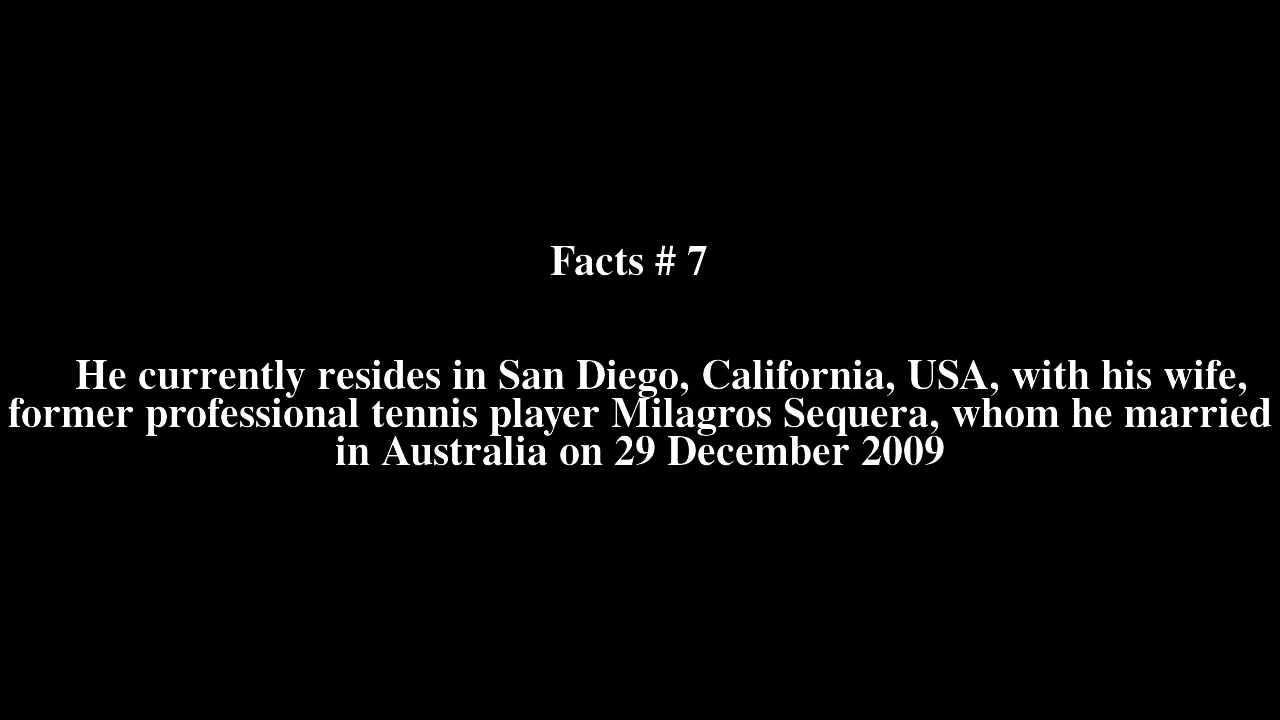 Facts # 7
He currently resides in San Diego, California, USA, with his wife,
former professional tennis player Milagros Sequera, whom he married
in Australia on 29 December 2009